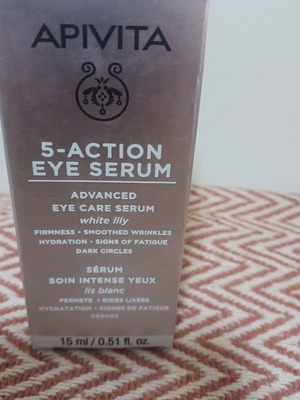 APIVITA
5-ACTION
EYE SERUM
ADVANCED
EYE CARE SERUM
white lily
FIRMNESS • SMOOTHED WRINKLES
HYDRATION • SIGNS OF FATIGUE
DARK CIRCLES
SÉRUM
SOIN INTENSE YEUX
lis blanc
FERMETÉ • RIDES LISSÉES
HYDRATATION • SIGNES DE FATIGUE
CERNES
15 ml / 0.51 fl. oz.